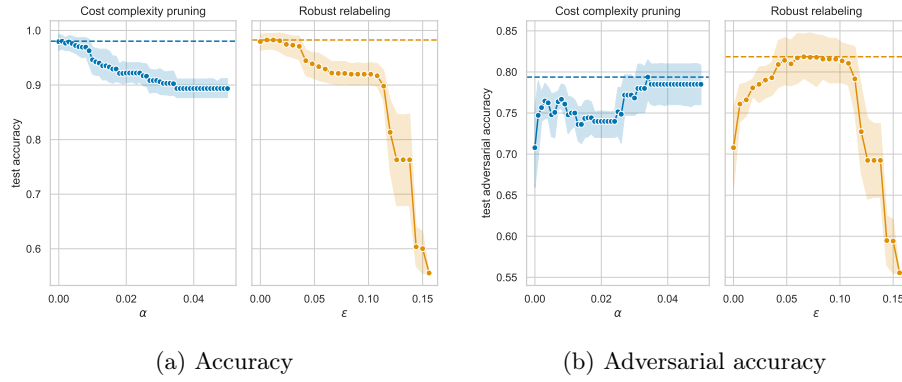 Cost complexity pruning
Robust relabeling
test accuracy
1.0
0.9
0.8
0.7
0.6
0.00 0.02 0.04
α
0.00 0.05 0.10 0.15
ε
(a) Accuracy
Cost complexity pruning
Robust relabeling
test adversarial accuracy
0.85
0.80
0.75
0.70
0.65
0.60
0.55
0.00 0.02 0.04
α
0.00 0.05 0.10 0.15
ε
(b) Adversarial accuracy